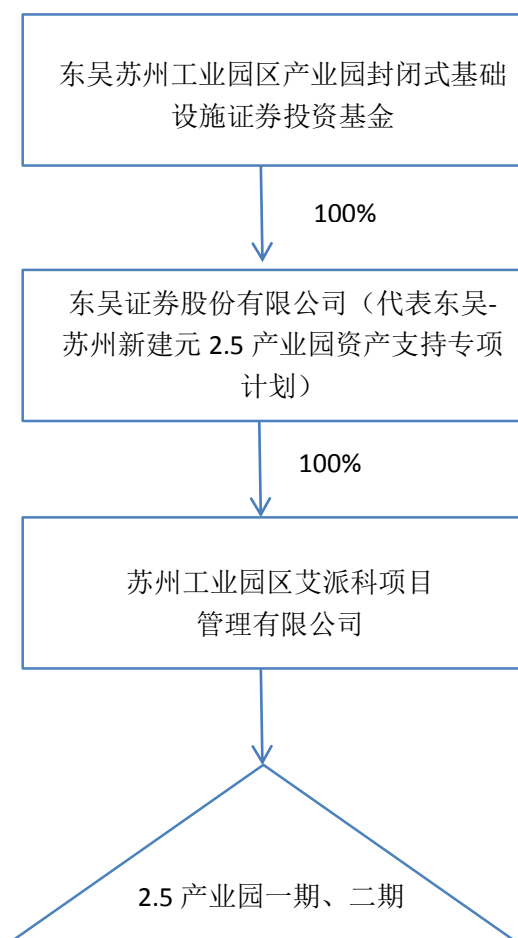 东吴苏州工业园区产业园封闭式基础
设施证券投资基金
100%
东吴证券股份有限公司（代表东吴-
苏州新建元 2.5 产业园资产支持专项
计划）
100%
苏州工业园区艾派科项目
管理有限公司
2.5 产业园一期、二期